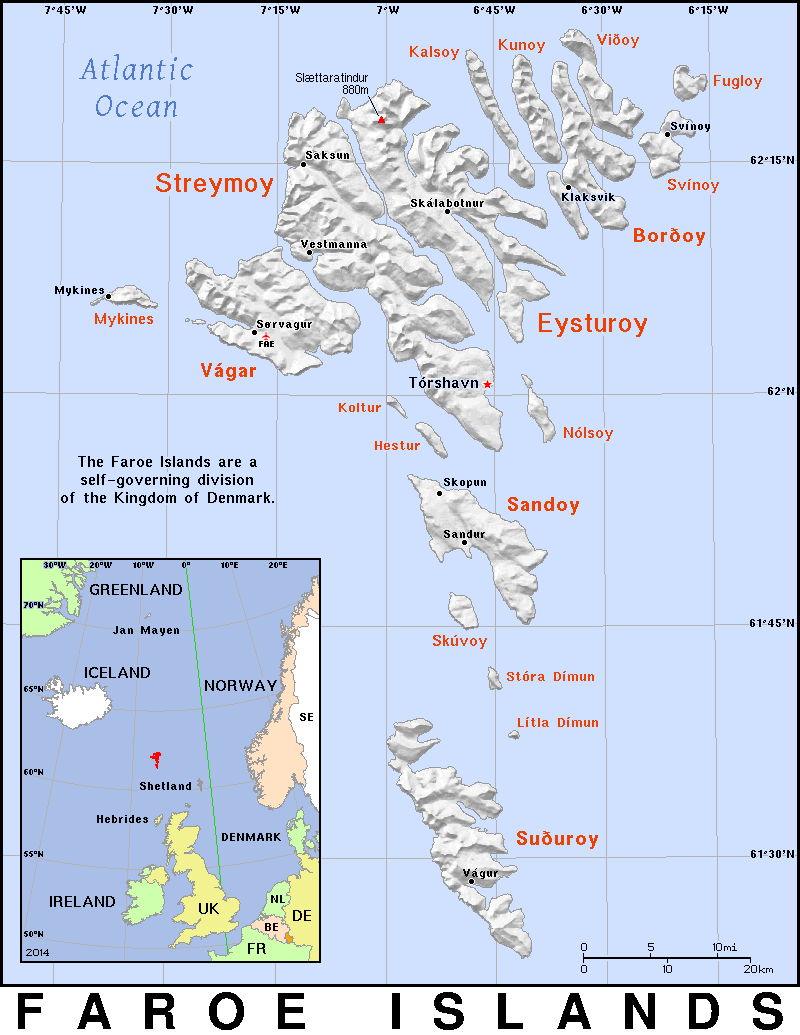 7°45'W
7°30'W
7°15'W
7°W
6°45'W
6°30'W
6°15'W
Atlantic
Ocean
Kalsoy
Kunoy
Viðoy
Fugloy
Slættaratindur
880m
Svínoy
Saksun
62°15'N
Streymoy
Svínoy
Skálabotnur
Klaksvik
Borðoy
Vestmanna
Mykines
Mykines
Eysturoy
Sørvagur
FAE
Vágar
Tórshavn
62°N
Koltur
Hestur
Nólsoy
The Faroe Islands are a
self-governing division
of the Kingdom of Denmark.
Skopun
Sandoy
Sandur
Skúvoy
61°45'N
Stóra Dímun
Lítla Dímun
Suðuroy
61°30'N
Vágur
30°W
20°W
10°W
0°
10°E
20°E
GREENLAND
70°N
Jan Mayen
ICELAND
65°N
NORWAY
SE
60°N
Shetland
Hebrides
DENMARK
55°N
IRELAND
UK
NL
BE
DE
50°N
FR
2014
0 5 10mi
0 10 20km
FAROE ISLANDS